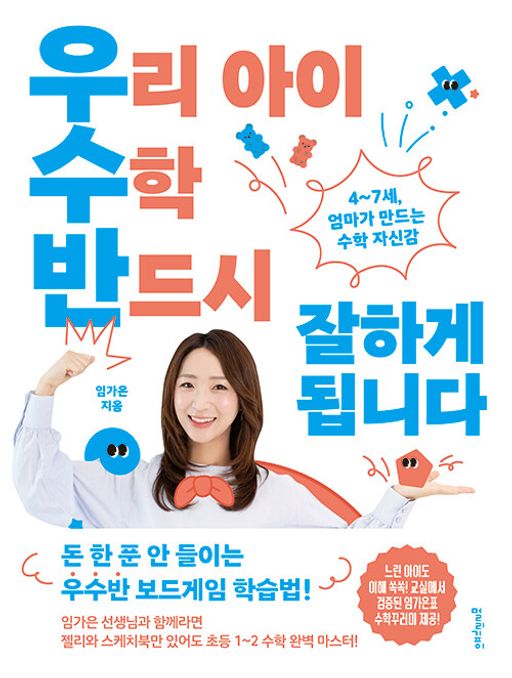 우리 아이
수학
반드시
잘하게
됩니다
4~7세,
엄마가 만드는
수학 자신감
임가은
지음
돈 한 푼 안 들이는
우수반 보드게임 학습법!
임가은 선생님과 함께라면
젤리와 스케치북만 있어도 초등 1~2 수학 완벽 마스터!
느린 아이도
이해 쏙쏙! 교실에서
검증된 임가은표
수학꾸러미 제공!
멀리깊이